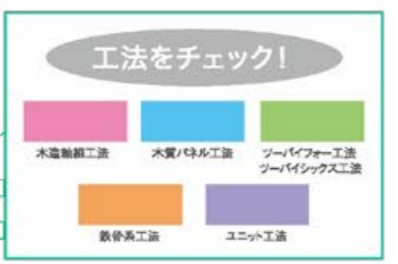 工法をチェック!
木造軸組工法
木質パネル工法
ツーバイフォー工法
ツーバイシックス工法
鉄骨系工法
ユニット工法